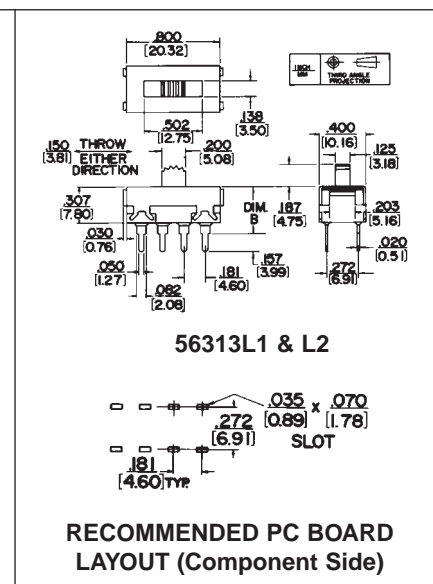 .800
[20.32]
INCH
MM
THIRD ANGLE
PROJECTION
.138
[3.50]
.502
[12.75]
.400
[10.16]
.150
[3.81]
THROW
EITHER
DIRECTION
.200
[5.08]
.125
[3.18]
.307
[7.80]
DIM.
B
.187
[4.75]
.203
[5.16]
.030
[0.76]
.020
[0.51]
.050
[1.27]
.157
[3.99]
.181
[4.60]
.272
[6.91]
.082
[2.08]
56313L1 & L2
.035
[0.89]
x
.070
[1.78]
SLOT
.272
[6.91]
.181
[4.60]
TYP.
RECOMMENDED PC BOARD
LAYOUT (Component Side)